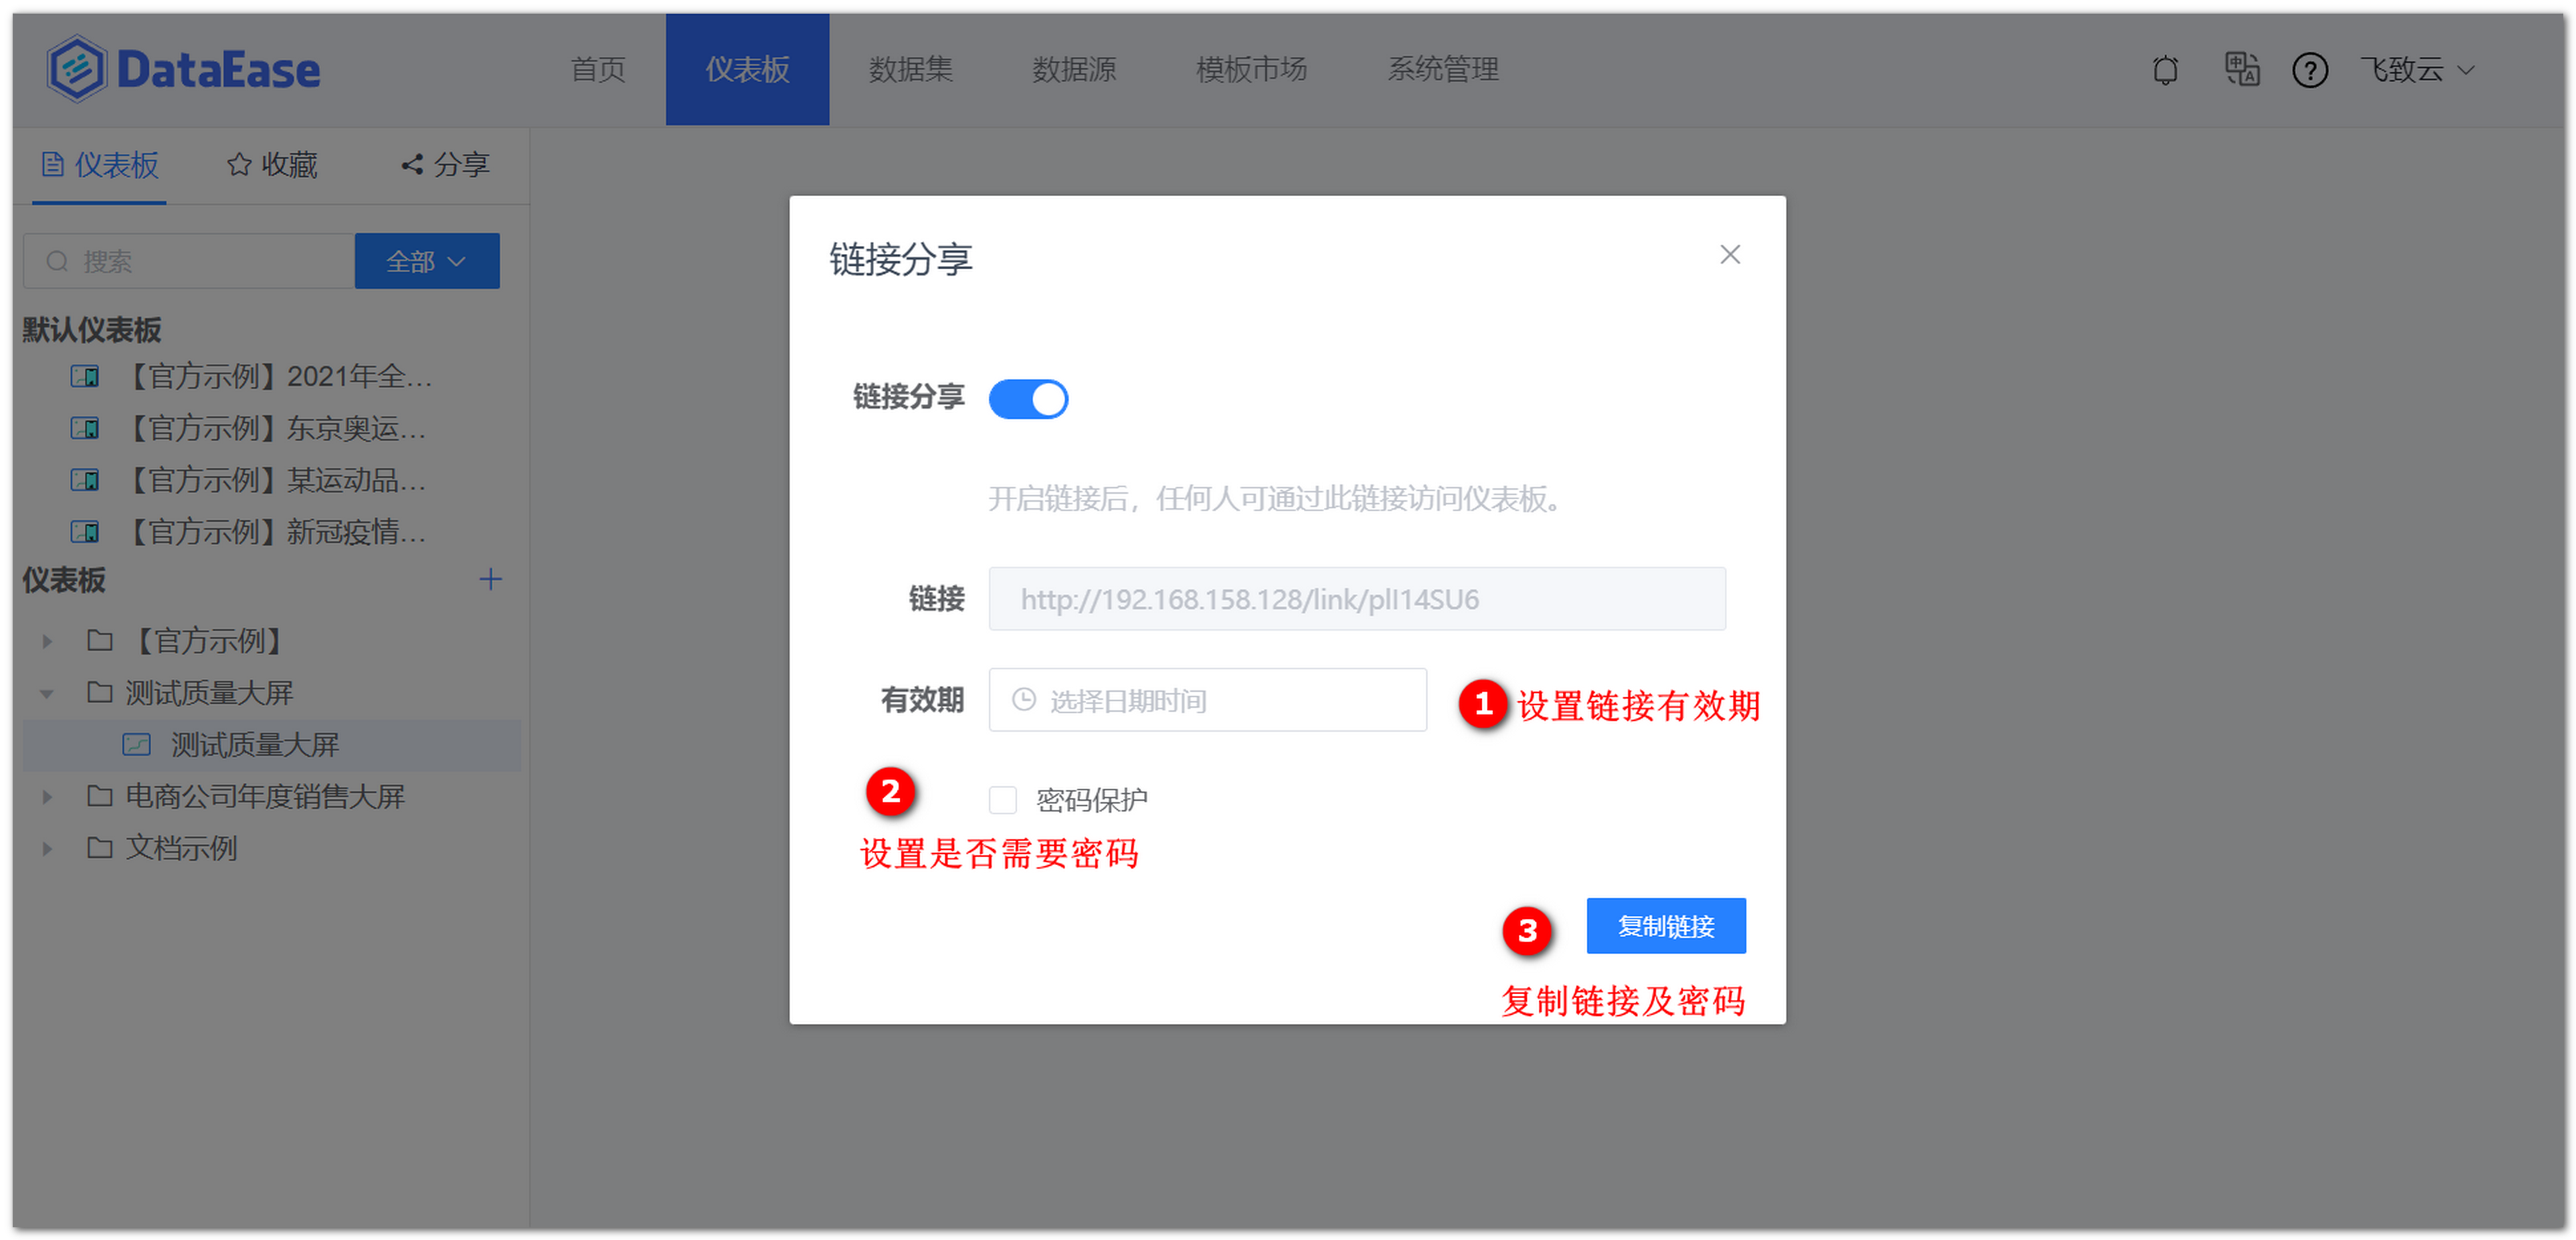 DataEase
首页 仪表板 数据集 数据源 模板市场 系统管理 飞致云
仪表板 收藏 分享
搜索 全部
默认仪表板
【官方示例】2021年全...
【官方示例】东京奥运...
【官方示例】某运动品...
【官方示例】新冠疫情...
仪表板
【官方示例】
测试质量大屏
测试质量大屏
电商公司年度销售大屏
文档示例
链接分享
链接分享
开启链接后，任何人可通过此链接访问仪表板。
链接 http://192.168.158.128/link/plI14SU6
有效期 选择日期时间 1 设置链接有效期
2 密码保护
设置是否需要密码
3 复制链接
复制链接及密码